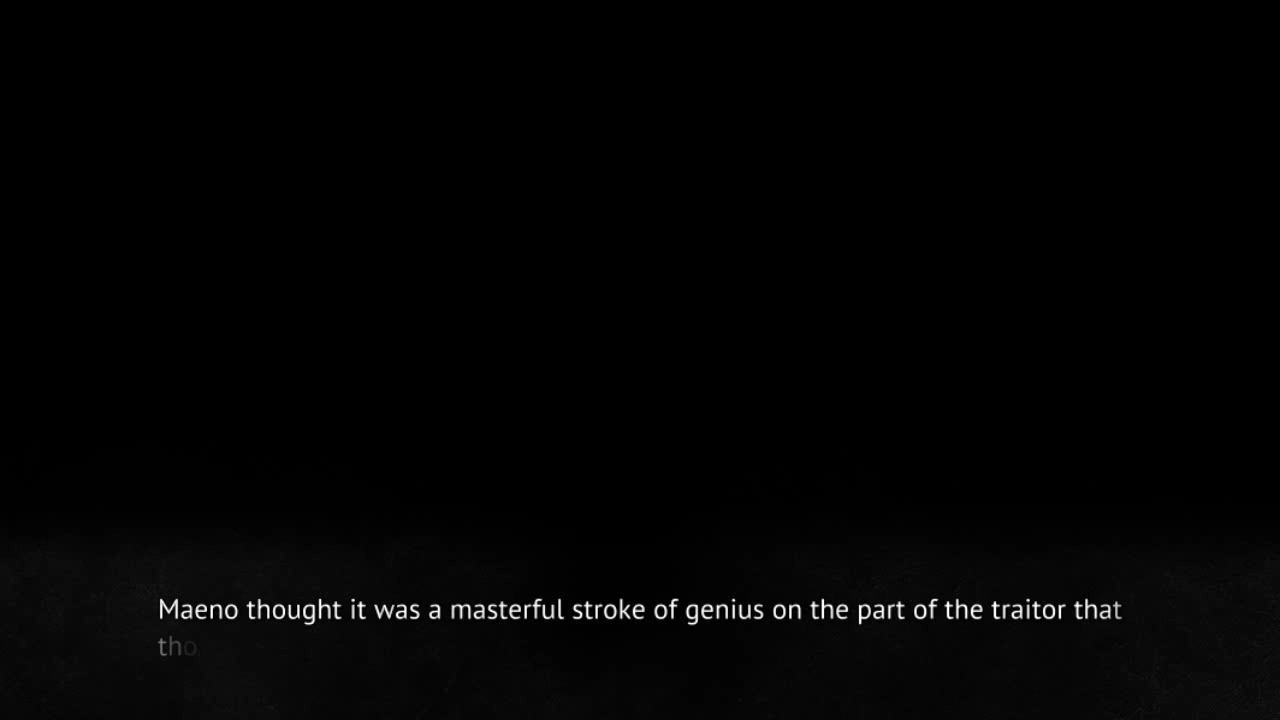 Maeno thought it was a masterful stroke of genius on the part of the traitor that
tho